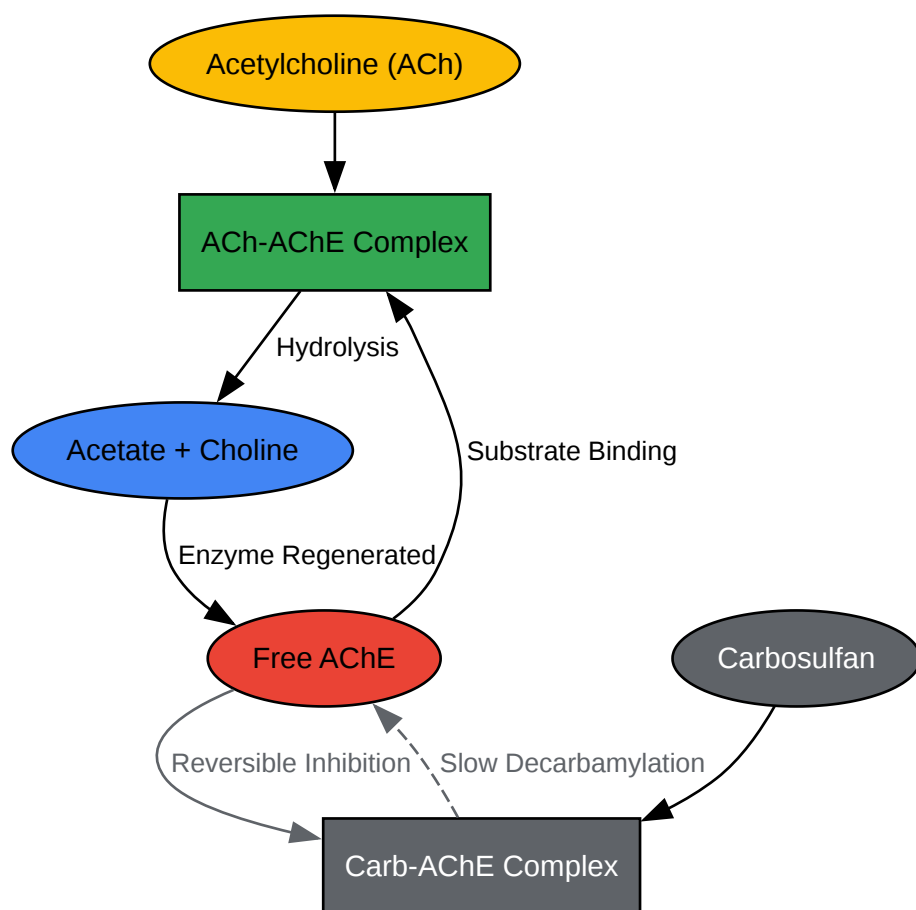 Acetylcholine (ACh)
ACh-AChE Complex
Hydrolysis
Acetate + Choline
Substrate Binding
Enzyme Regenerated
Free AChE
Carbosulfan
Reversible Inhibition
Slow Decarbamylation
Carb-AChE Complex